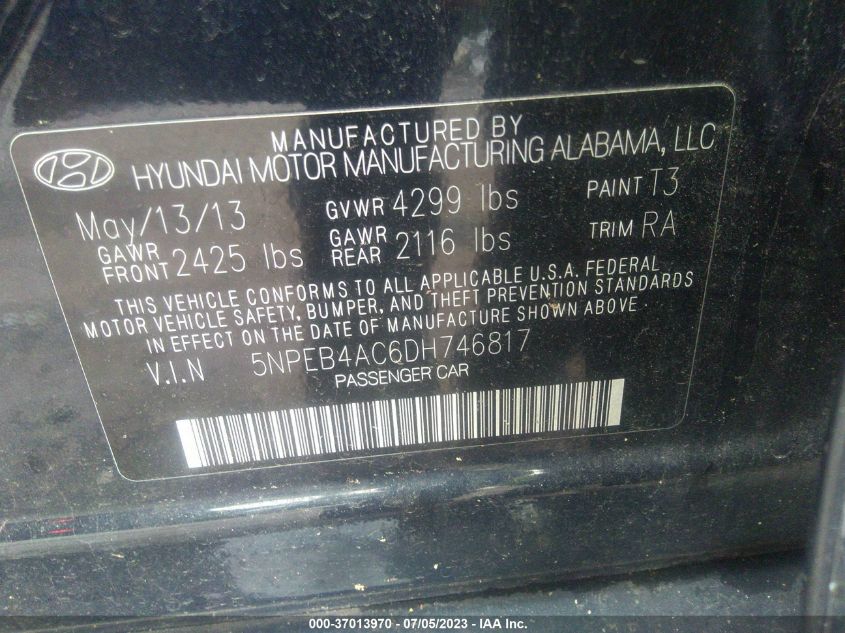 MANUFACTURED BY
HYUNDAI MOTOR MANUFACTURING ALABAMA, LLC
May/13/13 GVWR 4299 lbs PAINT T3
GAWR FRONT 2425 lbs GAWR REAR 2116 lbs TRIM RA
THIS VEHICLE CONFORMS TO ALL APPLICABLE U.S.A. FEDERAL
MOTOR VEHICLE SAFETY, BUMPER, AND THEFT PREVENTION STANDARDS
IN EFFECT ON THE DATE OF MANUFACTURE SHOWN ABOVE.
V.I.N 5NPEB4AC6DH746817
PASSENGER CAR
000-37013970 - 07/05/2023 - IAA Inc.